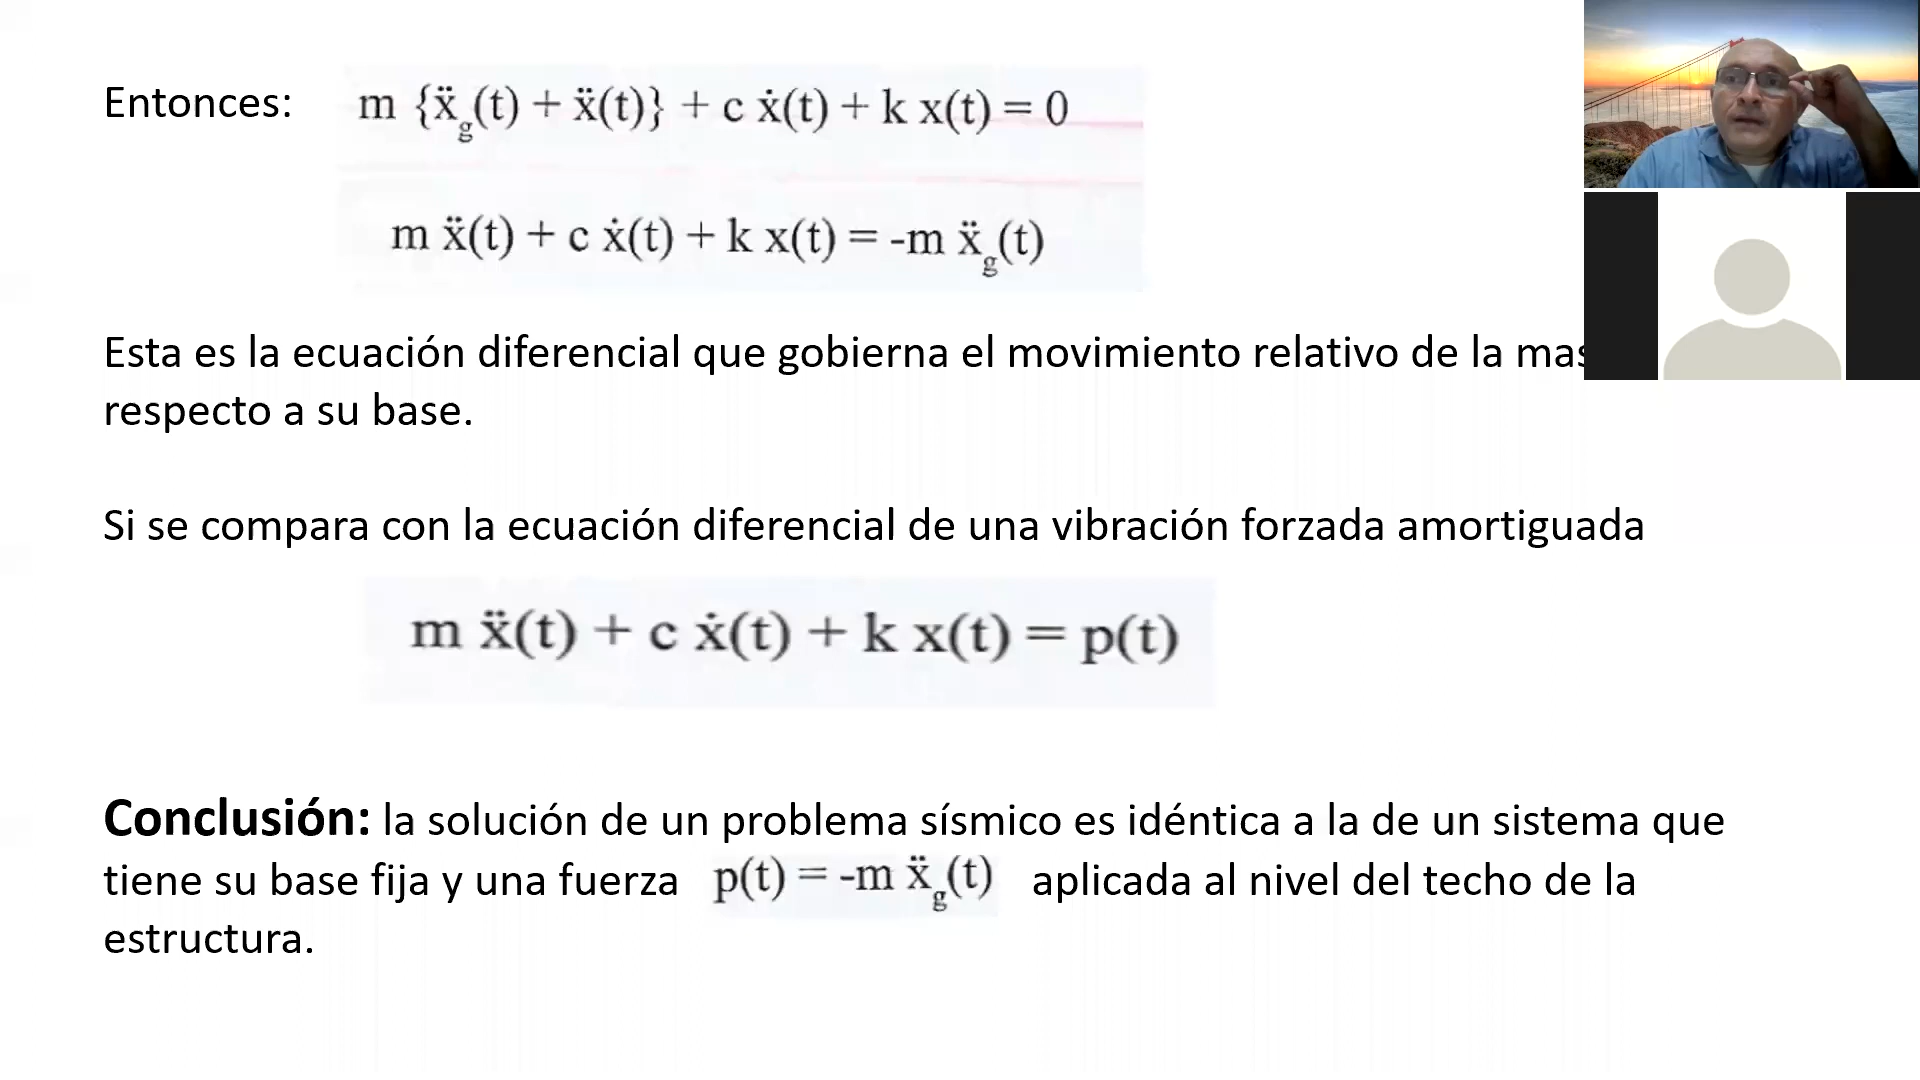 Entonces: m {ẍg(t) + ẍ(t)} + c ẋ(t) + k x(t) = 0
m ẍ(t) + c ẋ(t) + k x(t) = -m ẍg(t)
Esta es la ecuación diferencial que gobierna el movimiento relativo de la
respecto a su base.
Si se compara con la ecuación diferencial de una vibración forzada amortiguada
m ẍ(t) + c ẋ(t) + k x(t) = p(t)
Conclusión: la solución de un problema sísmico es idéntica a la de un sistema que
tiene su base fija y una fuerza p(t) = -m ẍg(t) aplicada al nivel del techo de la
estructura.